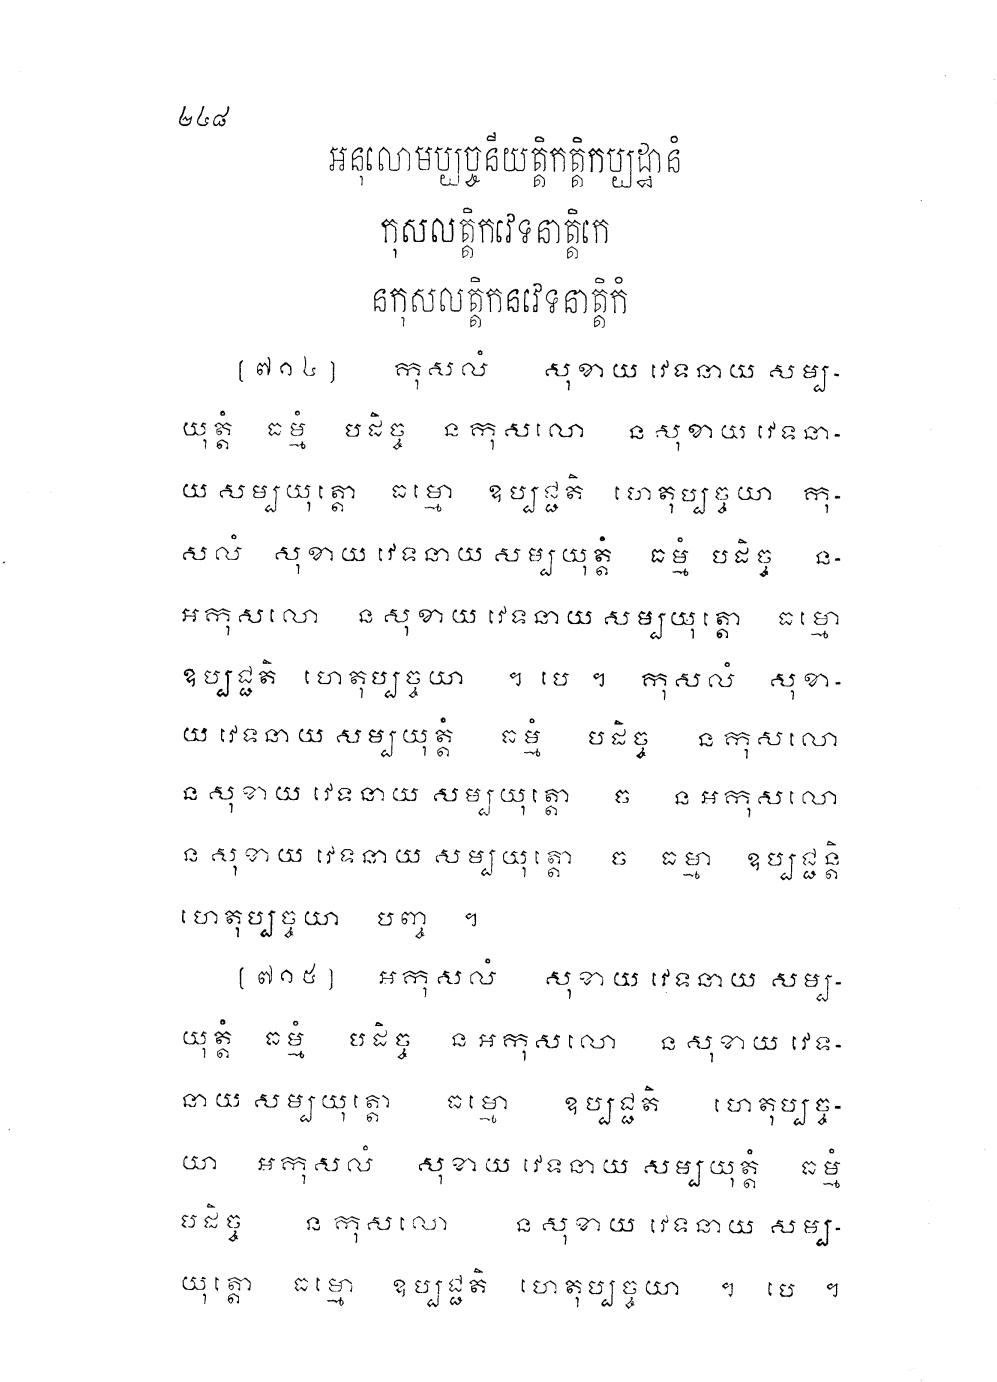 ២៤៨
អនុលោមប្បច្ចនីយត្តិកត្តិកប្បដ្ឋានំ
កុសលត្តិកវេទនាត្តិកេ
នកុសលត្តិកនវេទនាត្តិកំ
[៧១៤] កុសលំ សុខាយ វេទនាយ សម្ប-
យុត្តំ ធម្មំ បដិច្ច ន កុសលោ ន សុខាយ វេទនា-
យ សម្បយុត្តោ ធម្មោ ឧប្បជ្ជតិ ហេតុប្បច្ចយា កុ-
សលំ សុខាយ វេទនាយ សម្បយុត្តំ ធម្មំ បដិច្ច ន-
អកុសលោ ន សុខាយ វេទនាយ សម្បយុត្តោ ធម្មោ
ឧប្បជ្ជតិ ហេតុប្បច្ចយា ។ បេ ។ កុសលំ សុខា-
យ វេទនាយ សម្បយុត្តំ ធម្មំ បដិច្ច ន កុសលោ
ន សុខាយ វេទនាយ សម្បយុត្តោ ច ន អកុសលោ
ន សុខាយ វេទនាយ សម្បយុត្តោ ច ធម្មា ឧប្បជ្ជន្តិ
ហេតុប្បច្ចយា បញ្ច ។
[៧១៥] អកុសលំ សុខាយ វេទនាយ សម្ប-
យុត្តំ ធម្មំ បដិច្ច ន អកុសលោ ន សុខាយ វេទ-
នាយ សម្បយុត្តោ ធម្មោ ឧប្បជ្ជតិ ហេតុប្បច្ច-
យា អកុសលំ សុខាយ វេទនាយ សម្បយុត្តំ ធម្មំ
បដិច្ច ន កុសលោ ន សុខាយ វេទនាយ សម្ប-
យុត្តោ ធម្មោ ឧប្បជ្ជតិ ហេតុប្បច្ចយា ។ បេ ។